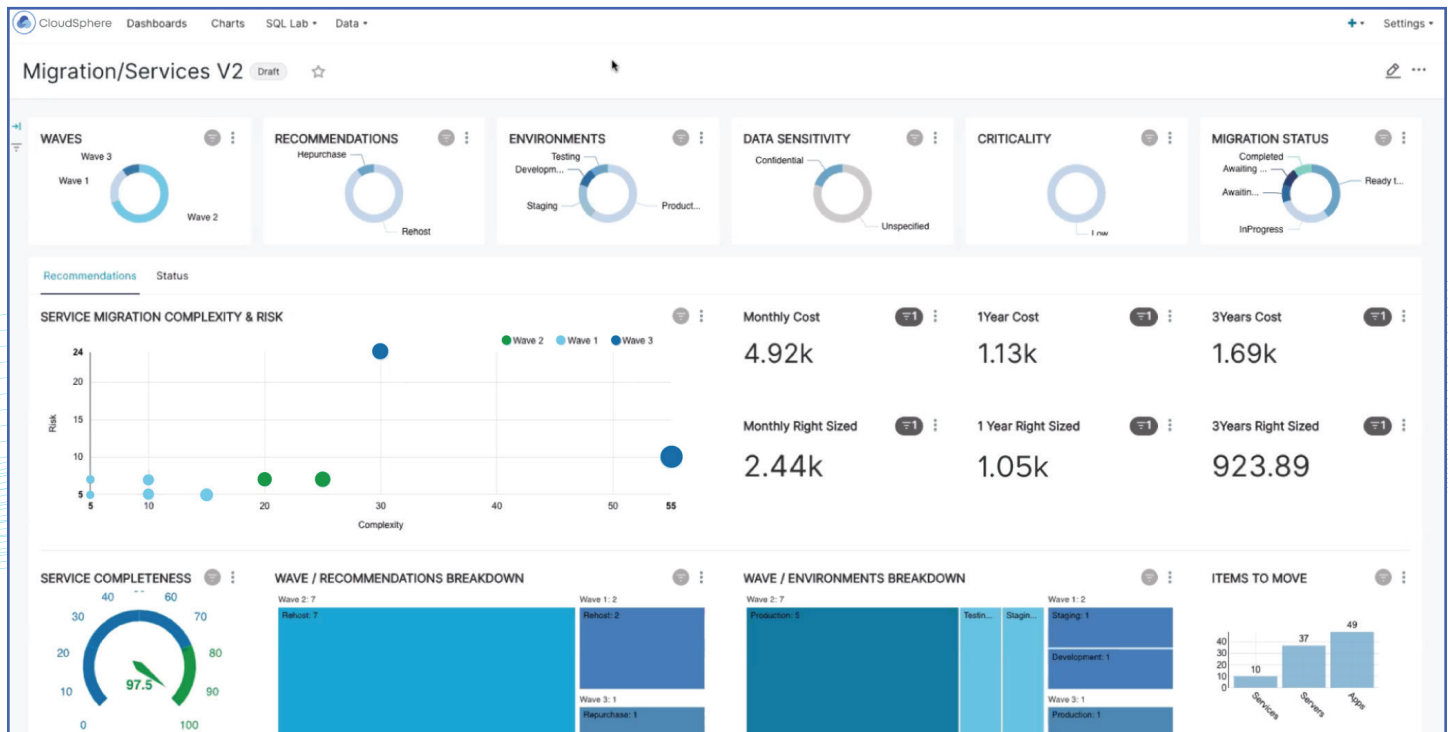 CloudSphere Dashboards Charts SQL Lab Data Settings
Migration/Services V2 Draft
WAVES
Wave 3
Wave 1
Wave 2
RECOMMENDATIONS
Repurchase
Rehost
ENVIRONMENTS
Testing
Developm...
Staging
Product...
DATA SENSITIVITY
Confidential
Unspecified
CRITICALITY
Low
MIGRATION STATUS
Completed
Awaiting ...
Awaitin...
Ready t...
InProgress
Recommendations Status
SERVICE MIGRATION COMPLEXITY & RISK
Wave 2 Wave 1 Wave 3
24
20
15
10
5
Risk
5 10 20 30 40 50 55
Complexity
Monthly Cost
1
4.92k
1Year Cost
1
1.13k
3Years Cost
1
1.69k
Monthly Right Sized
1
2.44k
1 Year Right Sized
1
1.05k
3Years Right Sized
1
923.89
SERVICE COMPLETENESS
40 60
30 70
20 80
10 90
97.5
0 100
WAVE / RECOMMENDATIONS BREAKDOWN
Wave 2: 7
Rehost: 7
Wave 1: 2
Rehost: 2
Wave 3: 1
Repurchase: 1
WAVE / ENVIRONMENTS BREAKDOWN
Wave 2: 7
Production: 5
Testin...
Stagin...
Wave 1: 2
Staging: 1
Development: 1
Wave 3: 1
Production: 1
ITEMS TO MOVE
40
30
20
10
0
10
37
49
Services
Servers
Apps